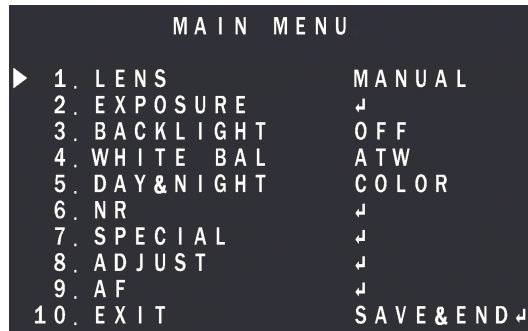 MAIN MENU
▶ 1. LENS MANUAL
2. EXPOSURE ↵
3. BACKLIGHT OFF
4. WHITE BAL ATW
5. DAY&NIGHT COLOR
6. NR ↵
7. SPECIAL ↵
8. ADJUST ↵
9. AF ↵
10. EXIT SAVE&END↵